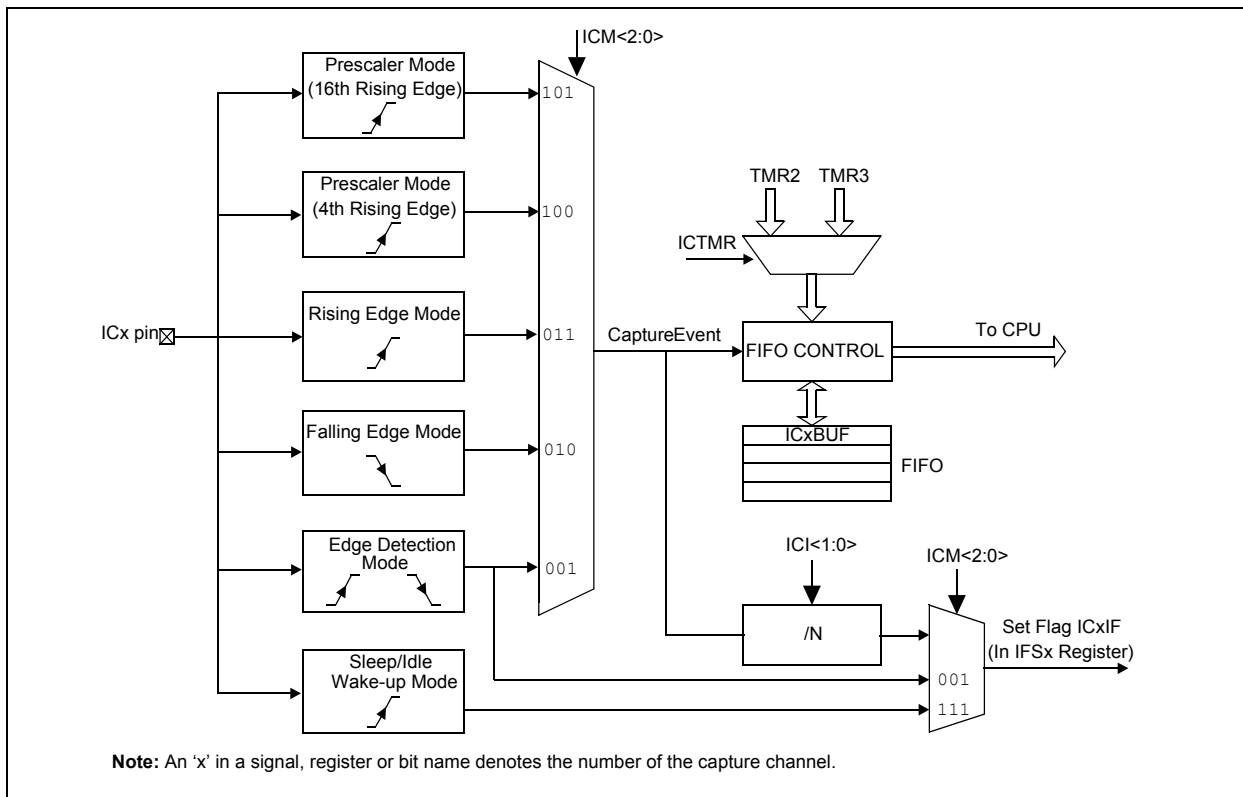 ICM<2:0>
Prescaler Mode
(16th Rising Edge)
101
Prescaler Mode
(4th Rising Edge)
100
TMR2
TMR3
ICTMR
ICx pin
Rising Edge Mode
011
CaptureEvent
FIFO CONTROL
To CPU
Falling Edge Mode
010
ICxBUF
FIFO
Edge Detection
Mode
001
ICI<1:0>
ICM<2:0>
/N
Set Flag ICxIF
(In IFSx Register)
Sleep/Idle
Wake-up Mode
001
111
Note: An ‘x’ in a signal, register or bit name denotes the number of the capture channel.